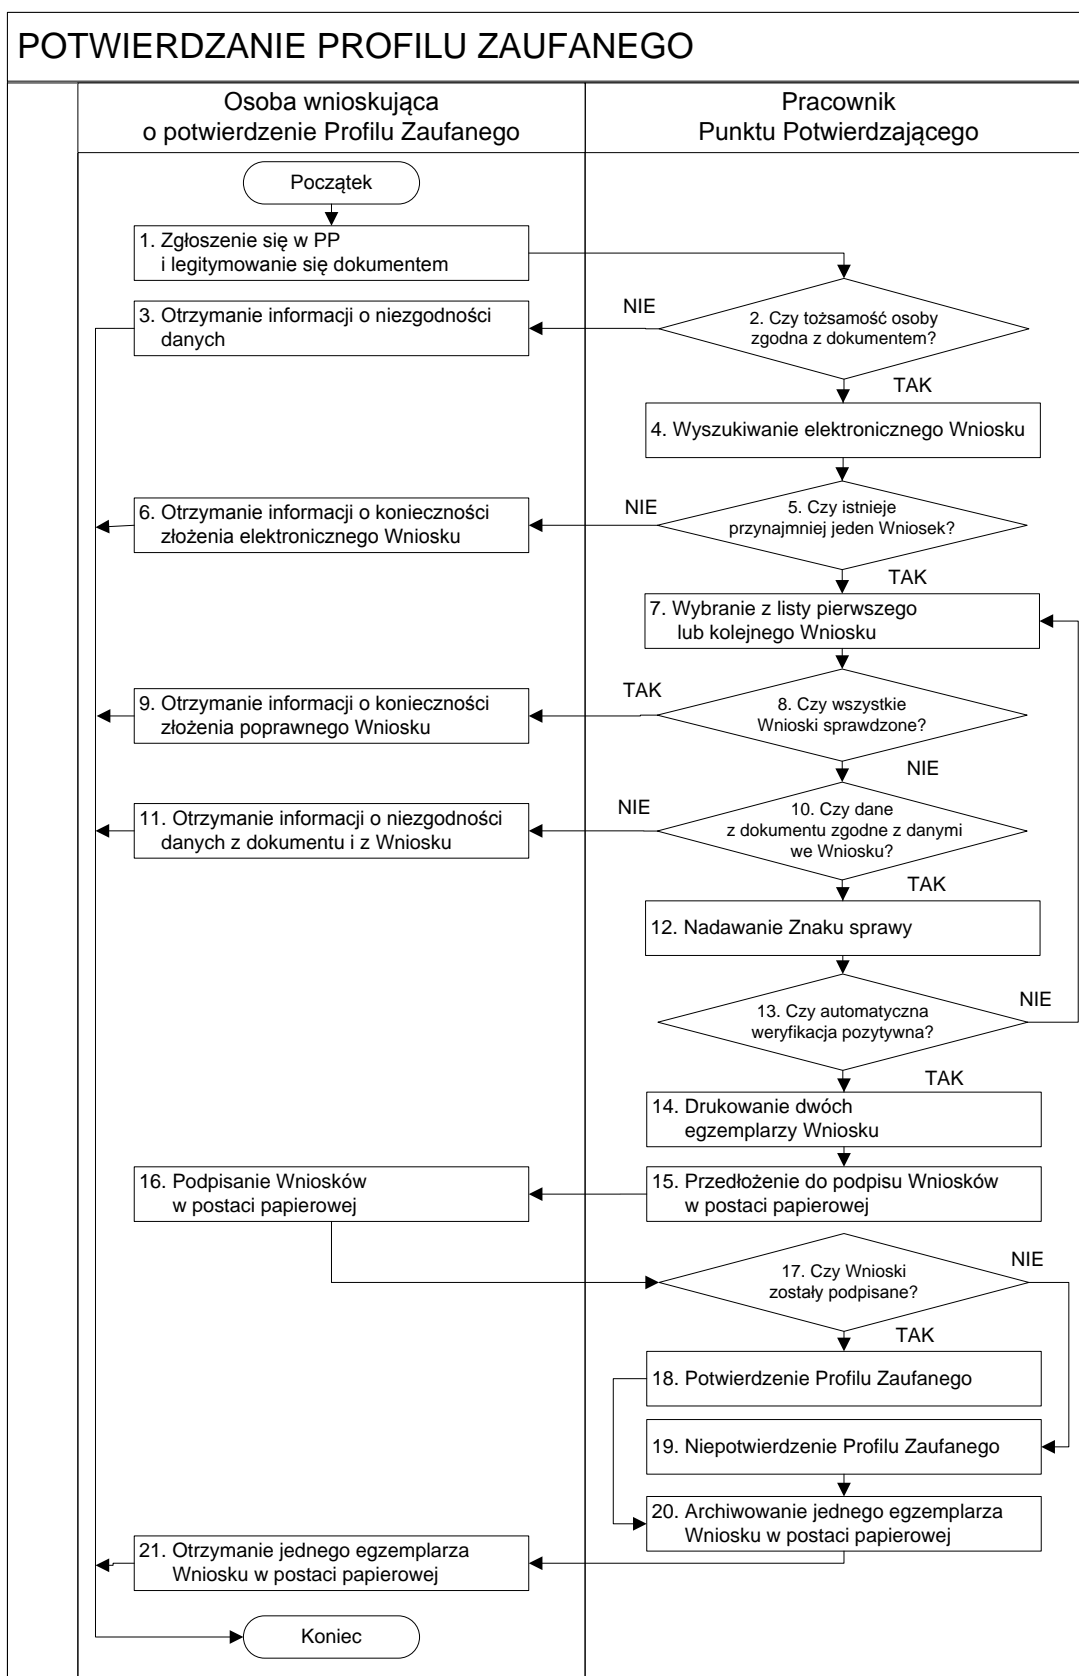 POTWIERDZANIE PROFILU ZAUFANEGO
Osoba wnioskująca
o potwierdzenie Profilu Zaufanego
Pracownik
Punktu Potwierdzającego
Początek
1. Zgłoszenie się w PP
i legitymowanie się dokumentem
2. Czy tożsamość osoby
zgodna z dokumentem?
NIE
3. Otrzymanie informacji o niezgodności
danych
TAK
4. Wyszukiwanie elektronicznego Wniosku
5. Czy istnieje
przynajmniej jeden Wniosek?
NIE
6. Otrzymanie informacji o konieczności
złożenia elektronicznego Wniosku
TAK
7. Wybranie z listy pierwszego
lub kolejnego Wniosku
8. Czy wszystkie
Wnioski sprawdzone?
TAK
9. Otrzymanie informacji o konieczności
złożenia poprawnego Wniosku
NIE
10. Czy dane
z dokumentu zgodne z danymi
we Wniosku?
NIE
11. Otrzymanie informacji o niezgodności
danych z dokumentu i z Wniosku
TAK
12. Nadawanie Znaku sprawy
13. Czy automatyczna
weryfikacja pozytywna?
NIE
TAK
14. Drukowanie dwóch
egzemplarzy Wniosku
15. Przedłożenie do podpisu Wniosków
w postaci papierowej
16. Podpisanie Wniosków
w postaci papierowej
17. Czy Wnioski
zostały podpisane?
NIE
TAK
18. Potwierdzenie Profilu Zaufanego
19. Niepotwierdzenie Profilu Zaufanego
20. Archiwowanie jednego egzemplarza
Wniosku w postaci papierowej
21. Otrzymanie jednego egzemplarza
Wniosku w postaci papierowej
Koniec